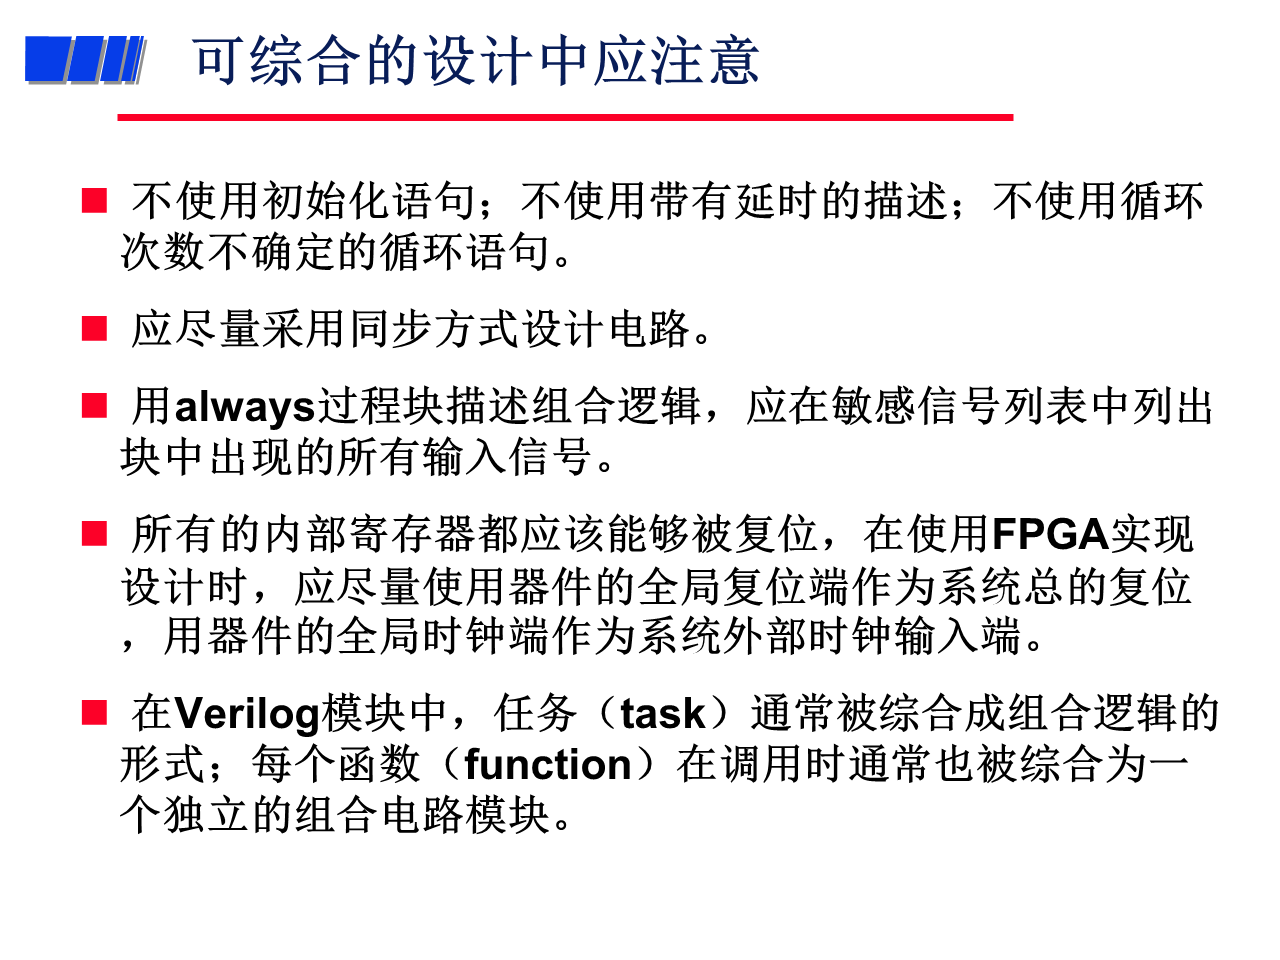 可综合的设计中应注意
不使用初始化语句；不使用带有延时的描述；不使用循环
次数不确定的循环语句。
应尽量采用同步方式设计电路。
用always过程块描述组合逻辑，应在敏感信号列表中列出
块中出现的所有输入信号。
所有的内部寄存器都应该能够被复位，在使用FPGA实现
设计时，应尽量使用器件的全局复位端作为系统总的复位
，用器件的全局时钟端作为系统外部时钟输入端。
在Verilog模块中，任务（task）通常被综合成组合逻辑的
形式；每个函数（function）在调用时通常也被综合为一
个独立的组合电路模块。